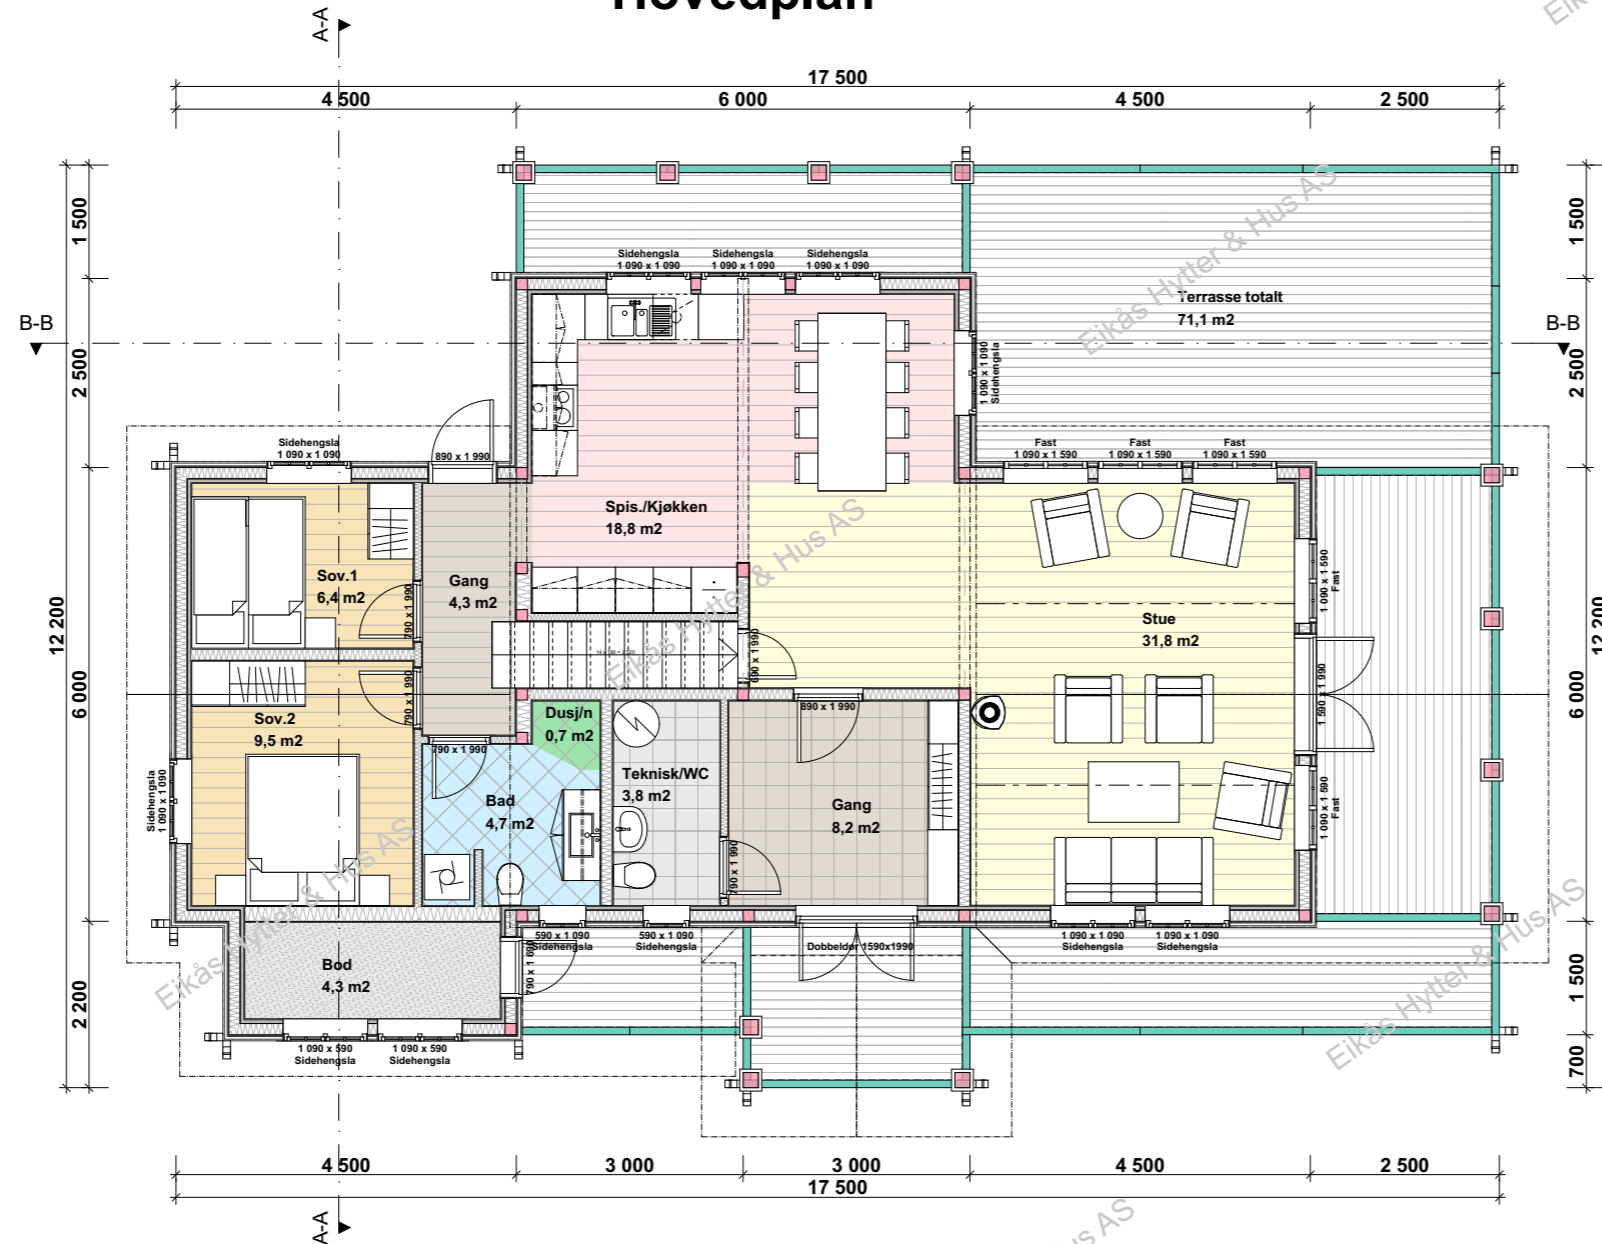 Hovedplan
A-A
17 500
4 500
6 000
4 500
2 500
Eikås Hytter & Hus AS
1 500
1 500
Sidehengsla
1 090 x 1 090
Sidehengsla
1 090 x 1 090
Sidehengsla
1 090 x 1 090
Terrasse totalt
71,1 m2
B-B
B-B
2 500
2 500
1 090 x 1 090
Sidehengsla
Sidehengsla
1 090 x 1 090
890 x 1 990
Fast
1 090 x 1 590
Fast
1 090 x 1 590
Fast
1 090 x 1 590
Spis./Kjøkken
18,8 m2
Eikås Hytter & Hus AS
Sov.1
6,4 m2
790 x 1 990
Gang
4,3 m2
1 090 x 1 590
Fast
12 200
12 200
Stue
31,8 m2
690 x 1 990
6 000
6 000
790 x 1 990
Sov.2
9,5 m2
890 x 1 990
1 590 x 1 990
Dusj/n
0,7 m2
790 x 1 990
Teknisk/WC
3,8 m2
Sidehengsla
1 090 x 1 090
Bad
4,7 m2
Gang
8,2 m2
1 090 x 1 590
Fast
790 x 1 990
Eikås Hytter & Hus AS
Eikås Hytter & Hus AS
590 x 1 090
Sidehengsla
590 x 1 090
Sidehengsla
Dobbeldør 1590x1990
1 090 x 1 090
Sidehengsla
1 090 x 1 090
Sidehengsla
Bod
4,3 m2
790 x 1 690
2 200
1 500
700
1 090 x 590
Sidehengsla
1 090 x 590
Sidehengsla
4 500
3 000
3 000
4 500
2 500
17 500
A-A
AS